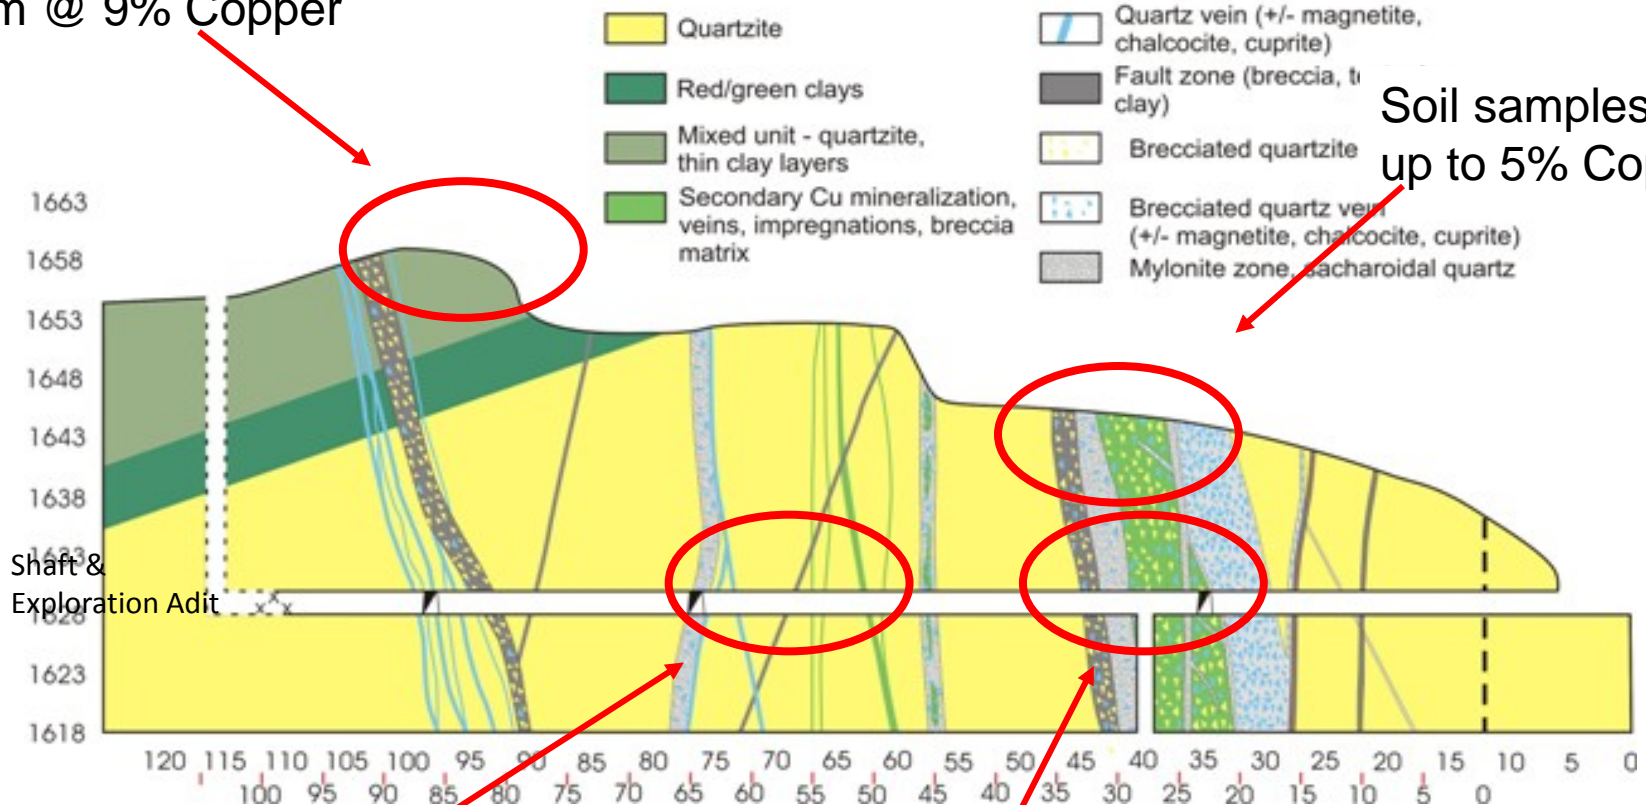 @ 9% Copper
Quartzite
Red/green clays
Mixed unit - quartzite,
thin clay layers
Secondary Cu mineralization,
veins, impregnations, breccia
matrix
Quartz vein (+/- magnetite,
chalcocite, cuprite)
Fault zone (breccia,
clay)
Brecciated quartzite
Brecciated quartz vein
(+/- magnetite, chalcocite, cuprite)
Mylonite zone, sacharoidal quartz
Soil samples
up to 5%
1663
1658
1653
1648
1643
1638
1633
Shaft &
Exploration Adit
1628
1623
1618
120 115 110 105 100 95 90 85 80 75 70 65 60 55 50 45 40 35 30 25 20 15 10 5 0
100 95 90 85 80 75 70 65 60 55 50 45 40 35 30 25 20 15 10 5 0